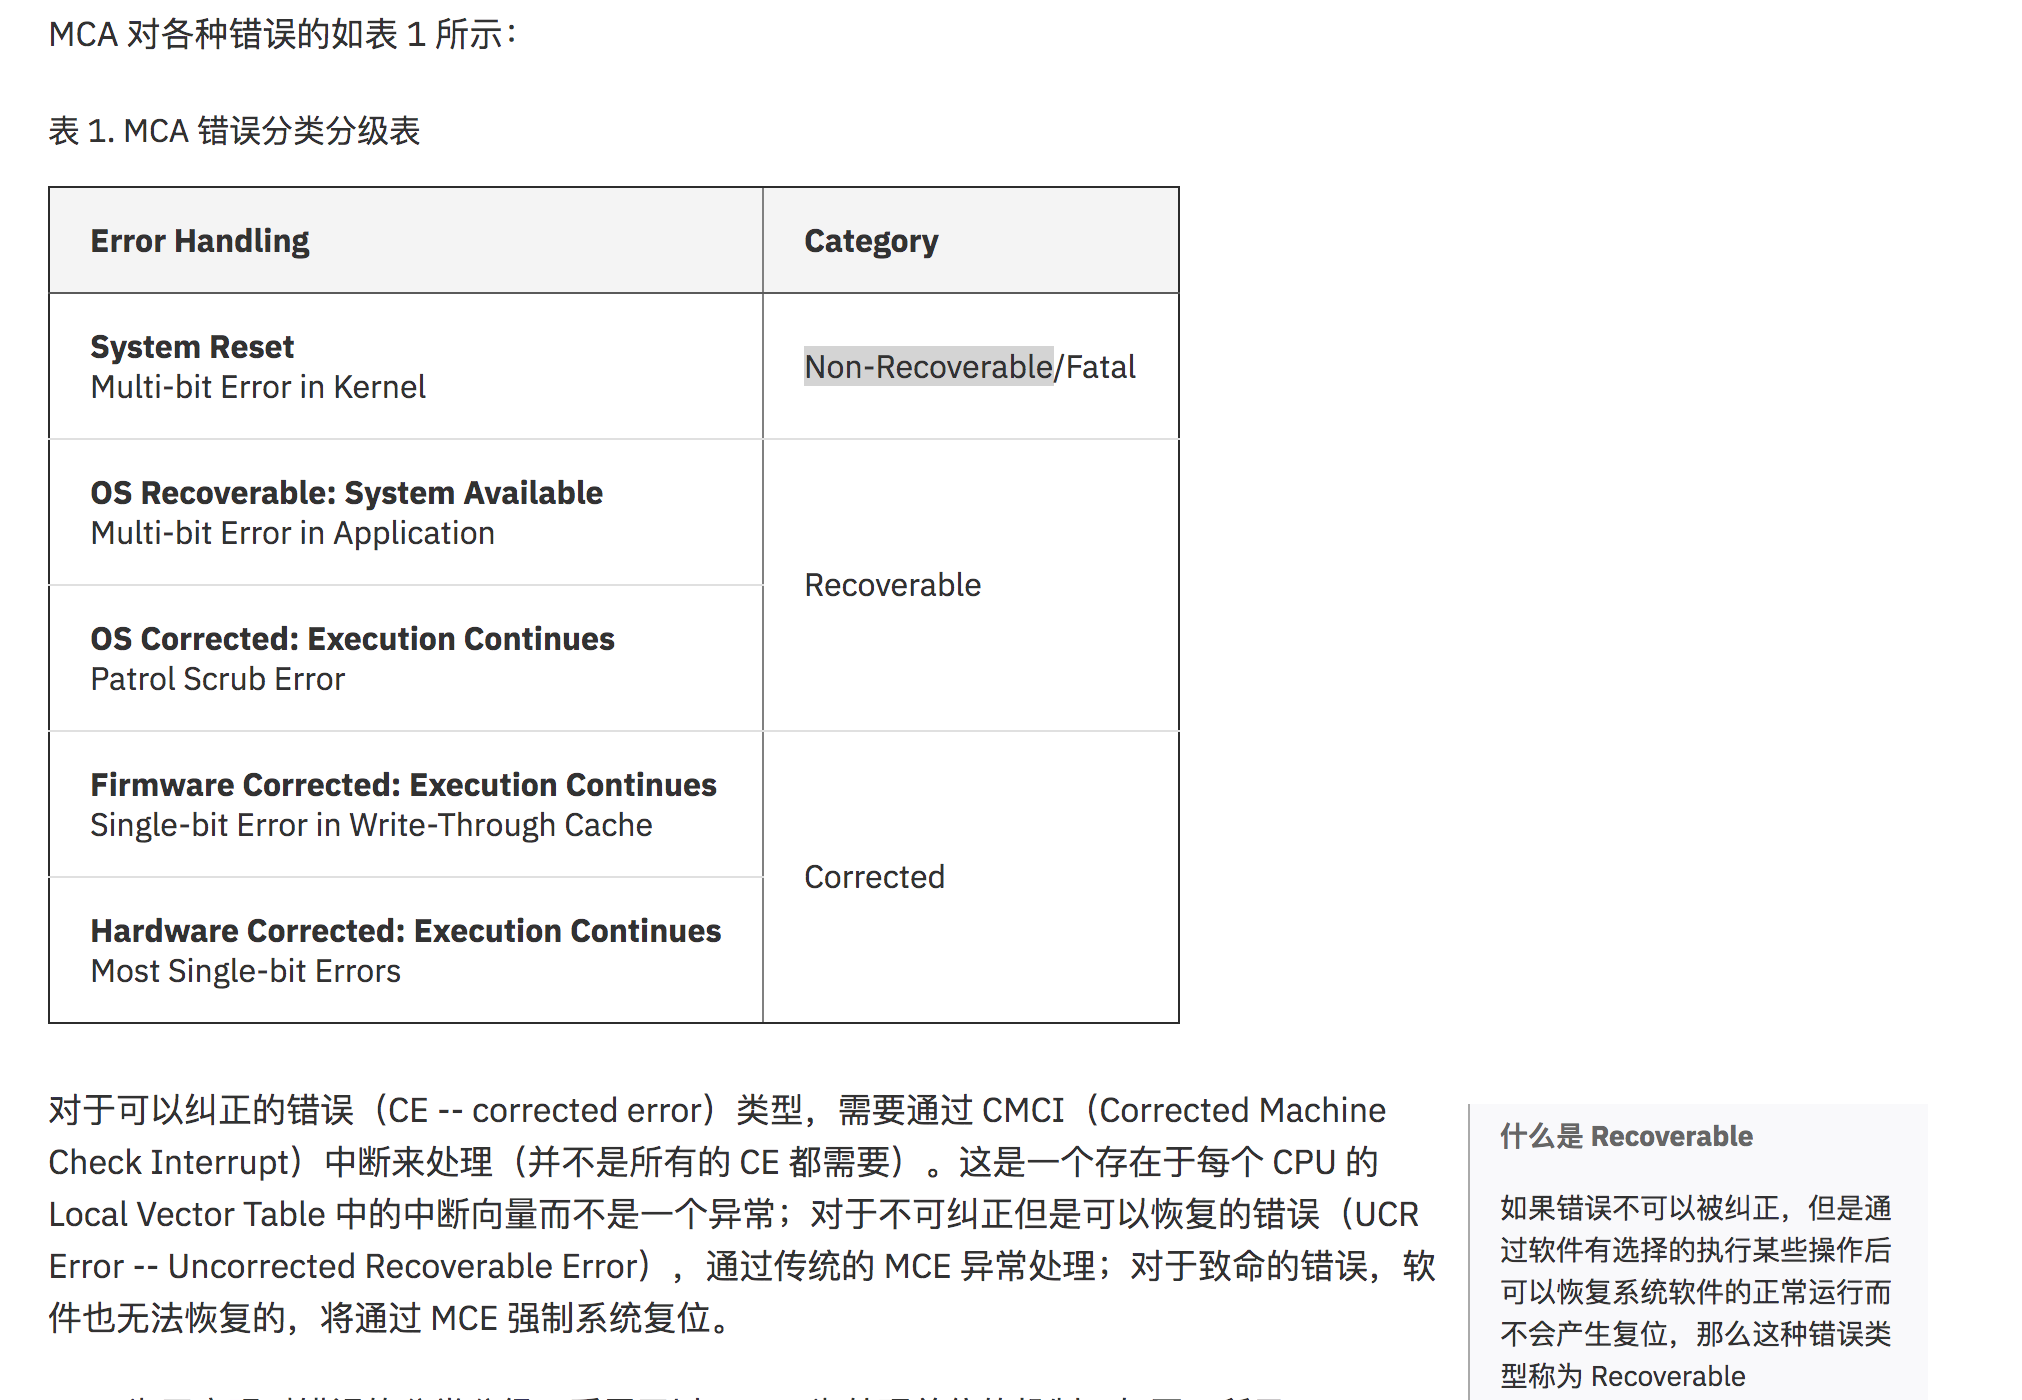 MCA 对各种错误的如表 1 所示：
表 1. MCA 错误分类分级表
Error Handling
Category
System Reset
Multi-bit Error in Kernel
Non-Recoverable/Fatal
OS Recoverable: System Available
Multi-bit Error in Application
Recoverable
OS Corrected: Execution Continues
Patrol Scrub Error
Firmware Corrected: Execution Continues
Single-bit Error in Write-Through Cache
Corrected
Hardware Corrected: Execution Continues
Most Single-bit Errors
对于可以纠正的错误（CE -- corrected error）类型，需要通过 CMCI（Corrected Machine
Check Interrupt）中断来处理（并不是所有的 CE 都需要）。这是一个存在于每个 CPU 的
Local Vector Table 中的中断向量而不是一个异常；对于不可纠正但是可以恢复的错误（UCR
Error -- Uncorrected Recoverable Error），通过传统的 MCE 异常处理；对于致命的错误，软
件也无法恢复的，将通过 MCE 强制系统复位。
什么是 Recoverable
如果错误不可以被纠正，但是通
过软件有选择的执行某些操作后
可以恢复系统软件的正常运行而
不会产生复位，那么这种错误类
型称为 Recoverable